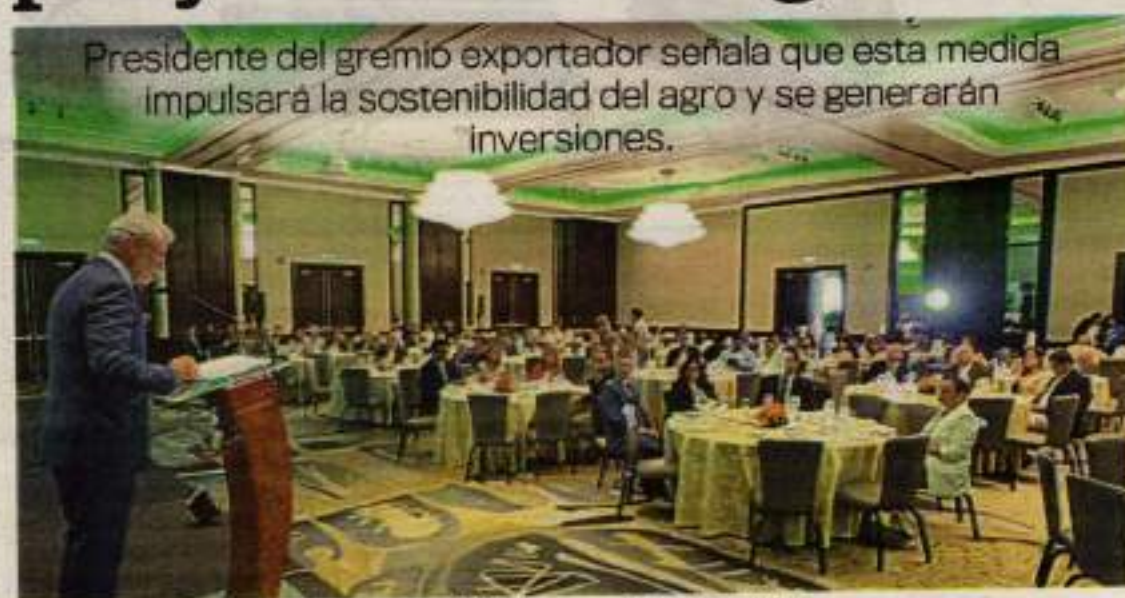 Presidente del gremio exportador señala que esta medida
impulsará la sostenibilidad del agro y se generarán
inversiones.